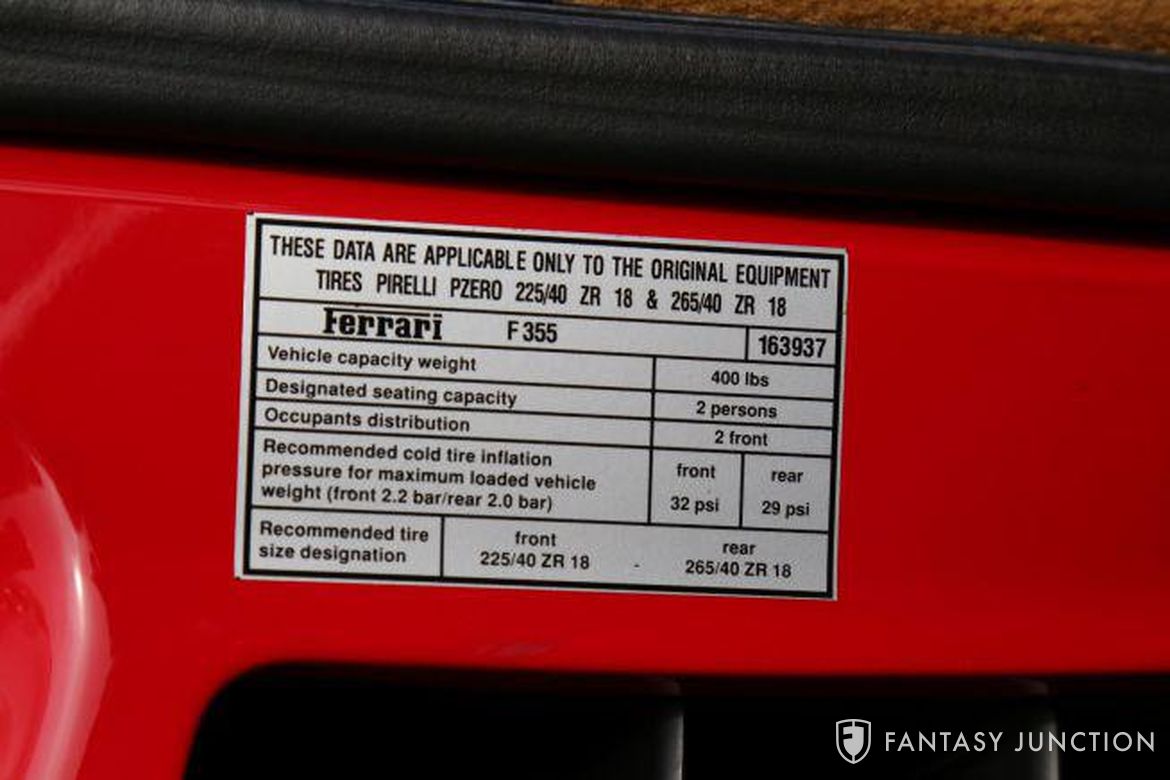 THESE DATA ARE APPLICABLE ONLY TO THE ORIGINAL EQUIPMENT
TIRES PIRELLI PZERO 225/40 ZR 18 & 265/40 ZR 18
Ferrari F 355 163937
Vehicle capacity weight 400 lbs
Designated seating capacity 2 persons
Occupants distribution 2 front
Recommended cold tire inflation
pressure for maximum loaded vehicle
weight (front 2.2 bar/rear 2.0 bar)
front rear
32 psi 29 psi
Recommended tire
size designation
front rear
225/40 ZR 18 - 265/40 ZR 18
FANTASY JUNCTION